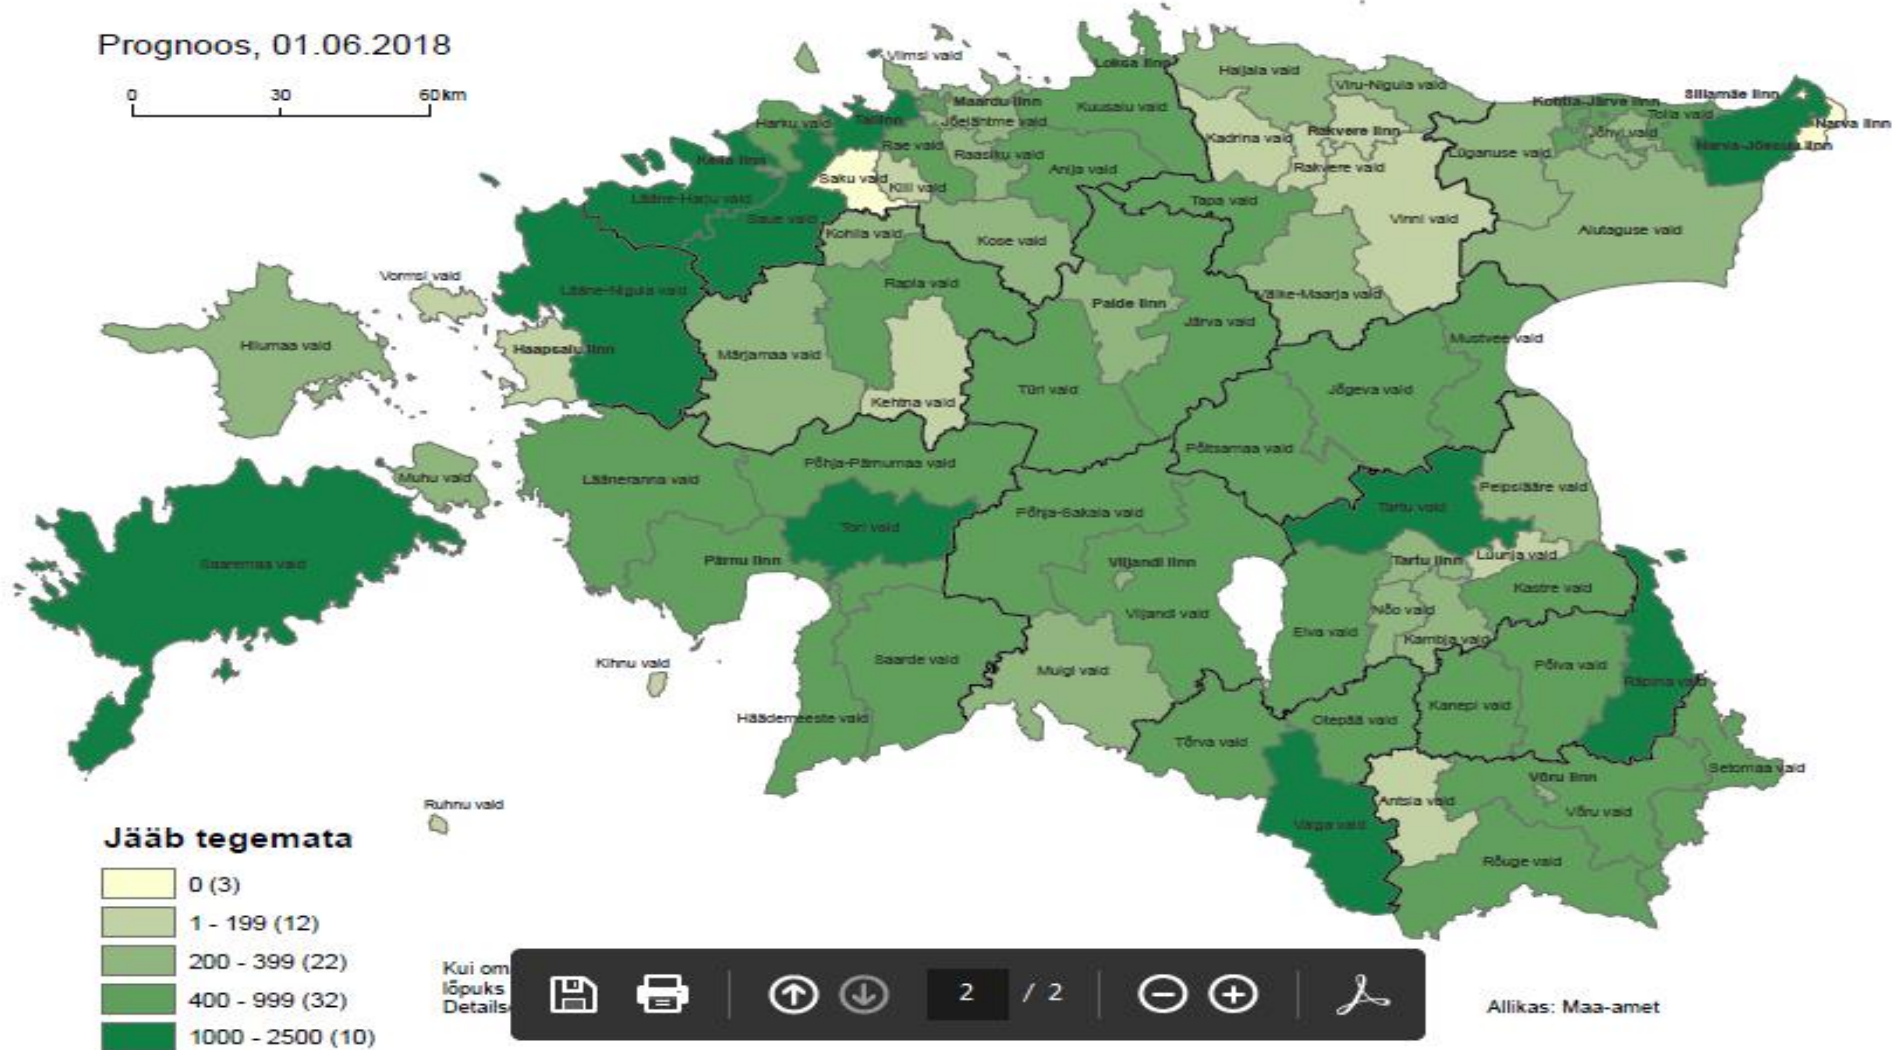 Prognoos, 01.06.2018
0 30 60 km
Viimsi vald
Loksa linn
Haljala vald
Viru-Nigula vald
Sillamäe linn
Maardu linn
Kuusalu vald
Kohtla-Järve linn
Toila vald
Narva linn
Harku vald
Tallinn
Jõelähtme vald
Rakvere linn
Kadrina vald
Jõhvi vald
Narva-Jõesuu linn
Keila linn
Rae vald
Raasiku vald
Lüganuse vald
Saku vald
Kiili vald
Anija vald
Rakvere vald
Lääne-Harju vald
Saue vald
Tapa vald
Vinni vald
Kohila vald
Kose vald
Alutaguse vald
Vormsi vald
Lääne-Nigula vald
Rapla vald
Paide linn
Väike-Maarja vald
Järva vald
Mustvee vald
Hiiumaa vald
Haapsalu linn
Märjamaa vald
Kehtna vald
Türi vald
Jõgeva vald
Põltsamaa vald
Muhu vald
Lääneranna vald
Põhja-Pärnumaa vald
Peipsiääre vald
Põhja-Sakala vald
Tori vald
Tartu vald
Saaremaa vald
Pärnu linn
Viljandi linn
Tartu linn
Luunja vald
Kastre vald
Viljandi vald
Nõo vald
Elva vald
Kambja vald
Kihnu vald
Saarde vald
Mulgi vald
Põlva vald
Räpina vald
Häädemeeste vald
Kanepi vald
Otepää vald
Tõrva vald
Setomaa vald
Võru linn
Ruhnu vald
Antsla vald
Võru vald
Valga vald
Rõuge vald
Jääb tegemata
0 (3)
1 - 199 (12)
200 - 399 (22)
400 - 999 (32)
1000 - 2500 (10)
Kui om
lõpuks
Details
2 / 2
Allikas: Maa-amet